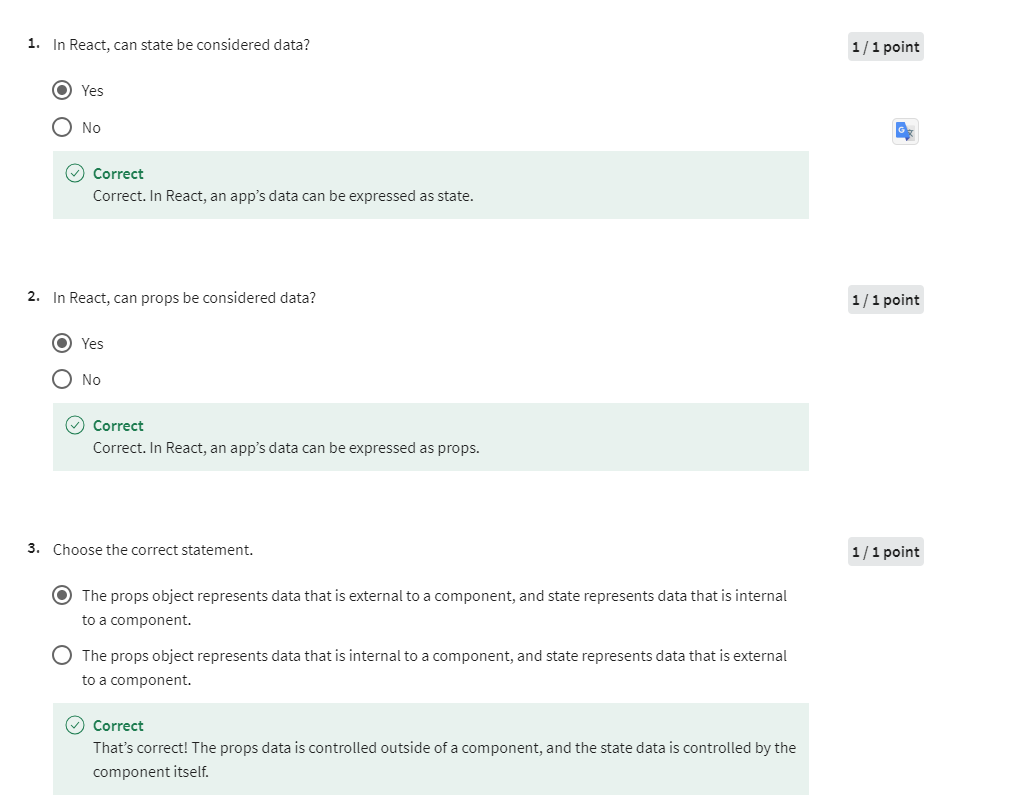 1. In React, can state be considered data?
1 / 1 point
Yes
No
Correct
Correct. In React, an app’s data can be expressed as state.
2. In React, can props be considered data?
1 / 1 point
Yes
No
Correct
Correct. In React, an app’s data can be expressed as props.
3. Choose the correct statement.
1 / 1 point
The props object represents data that is external to a component, and state represents data that is internal
to a component.
The props object represents data that is internal to a component, and state represents data that is external
to a component.
Correct
That’s correct! The props data is controlled outside of a component, and the state data is controlled by the
component itself.